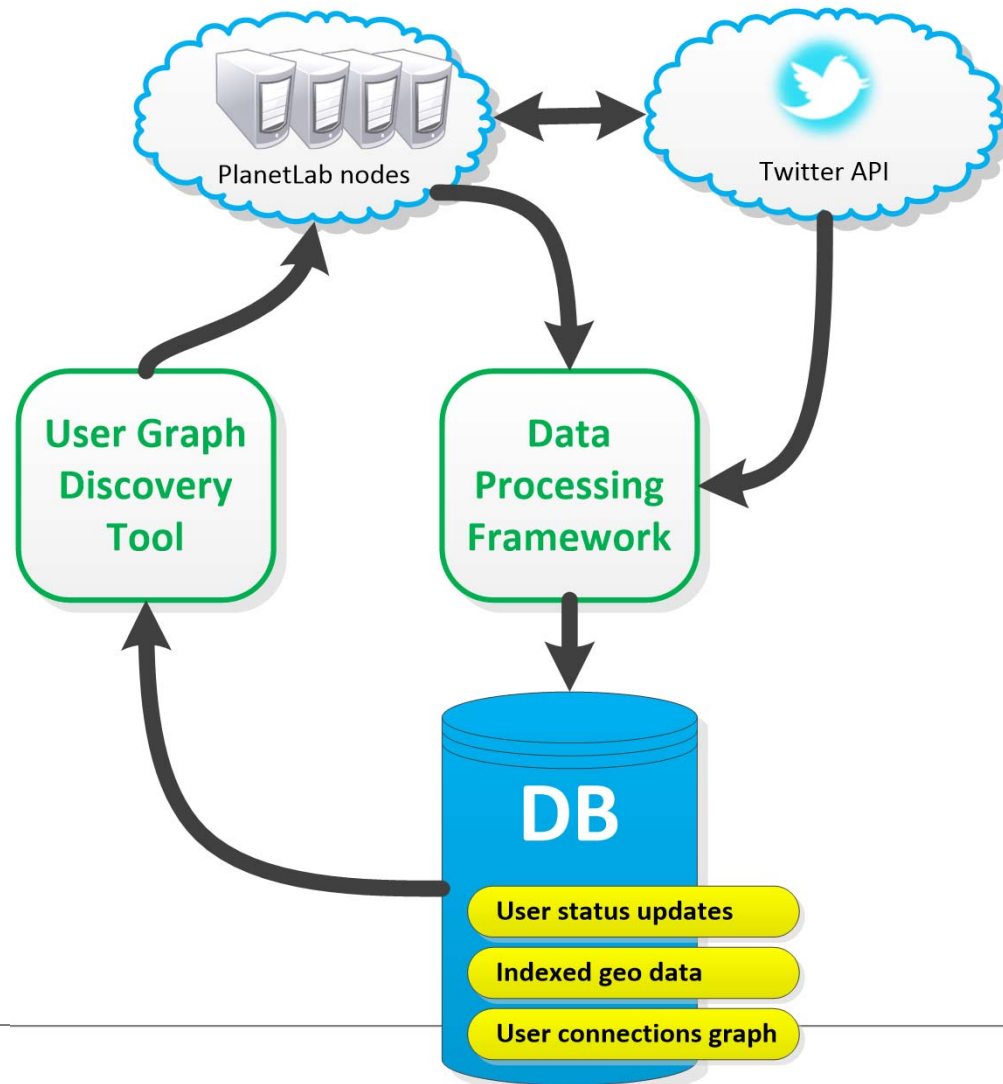 PlanetLab nodes
Twitter API
User Graph
Discovery
Tool
Data
Processing
Framework
DB
User status updates
Indexed geo data
User connections graph